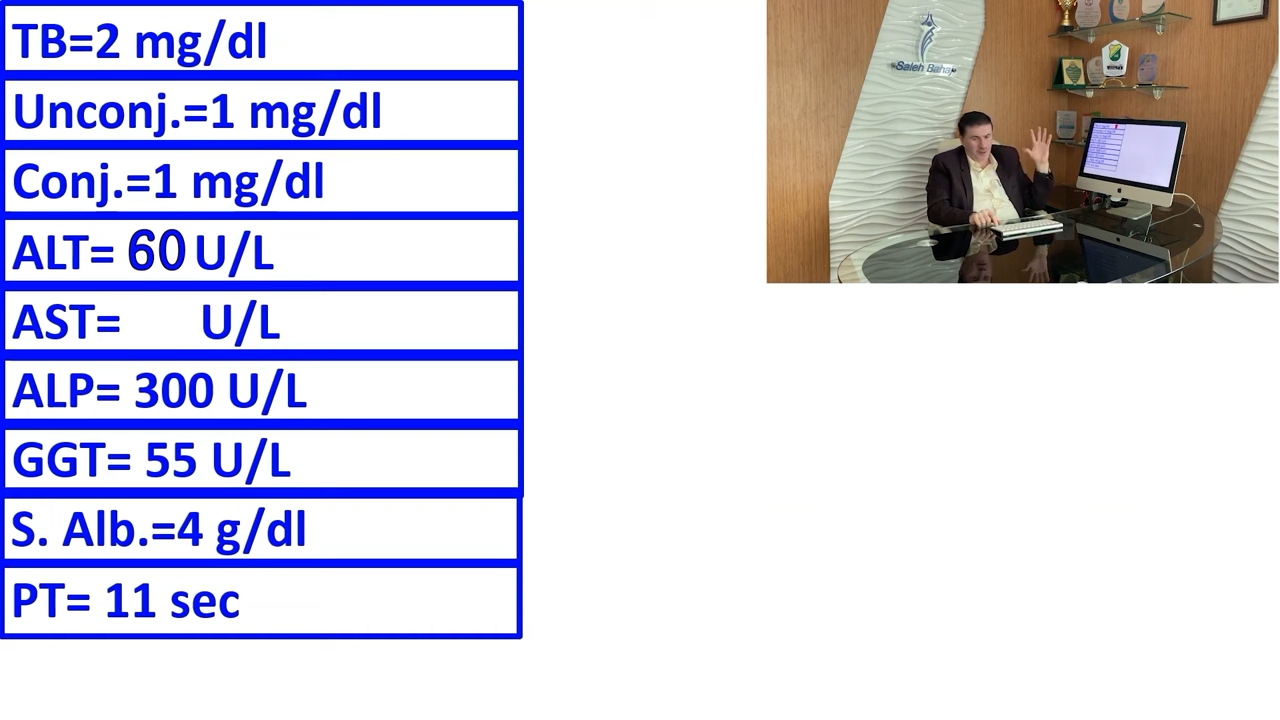 TB=2 mg/dl
Unconj.=1 mg/dl
Conj.=1 mg/dl
ALT= 60 U/L
AST= U/L
ALP= 300 U/L
GGT= 55 U/L
S. Alb.=4 g/dl
PT= 11 sec
Saleh Bahaj